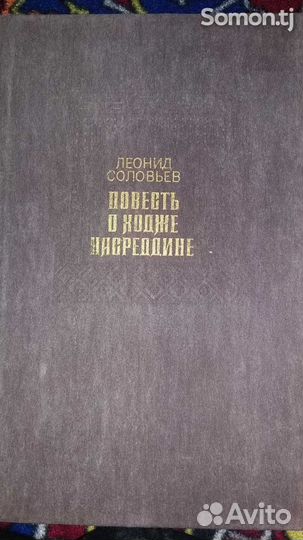 Somon.tj
ЛЕОНИД
СОЛОВЬЕВ
ПОВЕСТЬ
О ХОДЖЕ
НАСРЕДДИНЕ
Avito